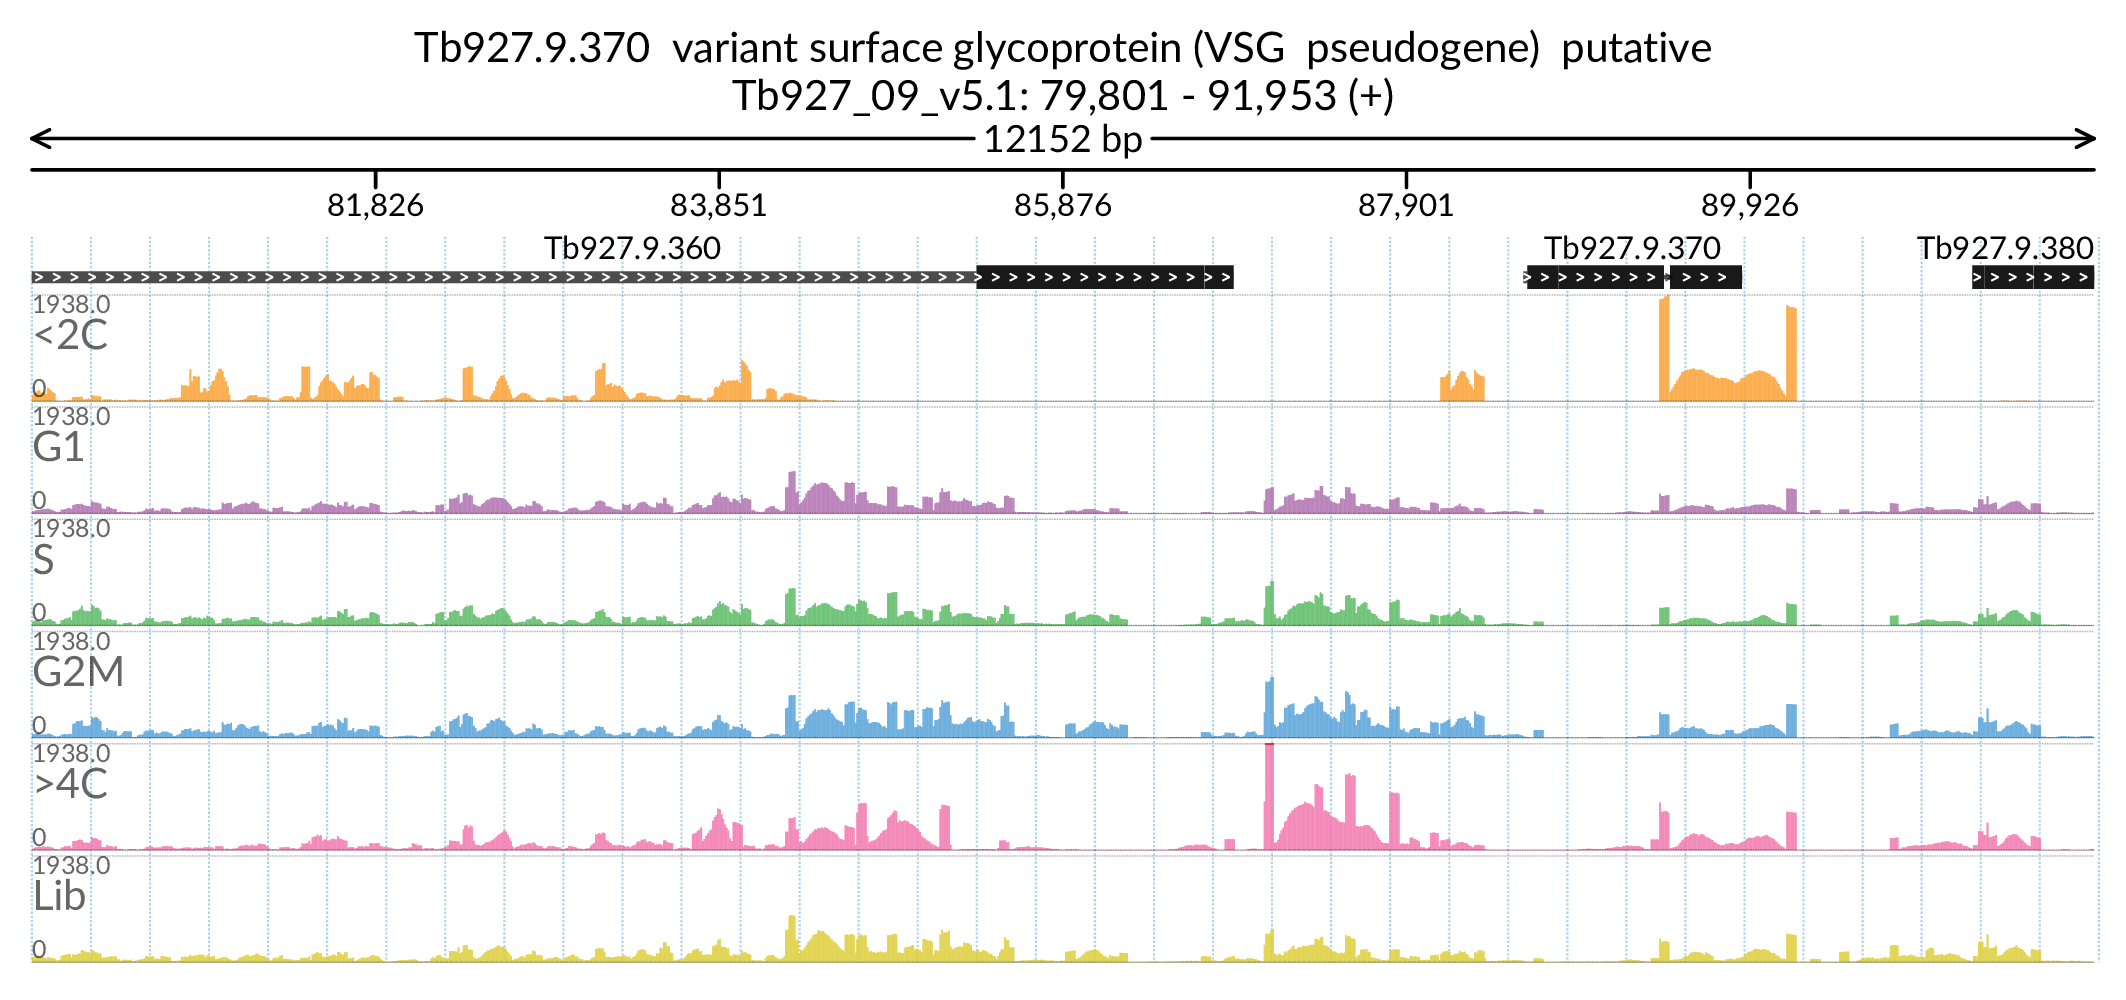 Tb927.9.370 variant surface glycoprotein (VSG pseudogene) putative
Tb927_09_v5.1: 79,801 - 91,953 (+)
12152 bp
81,826 83,851 85,876 87,901 89,926
Tb927.9.360 Tb927.9.370 Tb927.9.380
1938.0
<2C
0
1938.0
G1
0
1938.0
S
0
1938.0
G2M
0
1938.0
>4C
0
1938.0
Lib
0